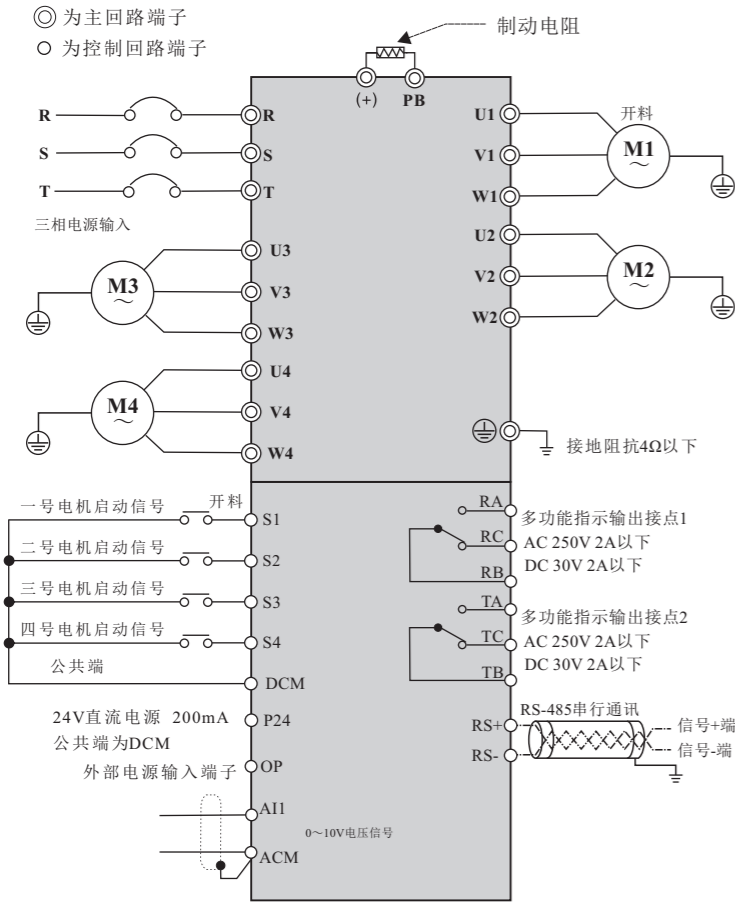 为主回路端子
为控制回路端子
制动电阻
(+) PB
R
S
T
R
S
T
三相电源输入
U1
V1
W1
开料
M1
~
U2
V2
W2
M2
~
M3
~
U3
V3
W3
M4
~
U4
V4
W4
接地阻抗4Ω以下
一号电机启动信号
开料
S1
二号电机启动信号
S2
三号电机启动信号
S3
四号电机启动信号
S4
公共端
DCM
24V直流电源 200mA
公共端为DCM
P24
外部电源输入端子
OP
AI1
0～10V电压信号
ACM
RA
RC
RB
多功能指示输出接点1
AC 250V 2A以下
DC 30V 2A以下
TA
TC
TB
多功能指示输出接点2
AC 250V 2A以下
DC 30V 2A以下
RS-485串行通讯
RS+
RS-
信号+端
信号-端